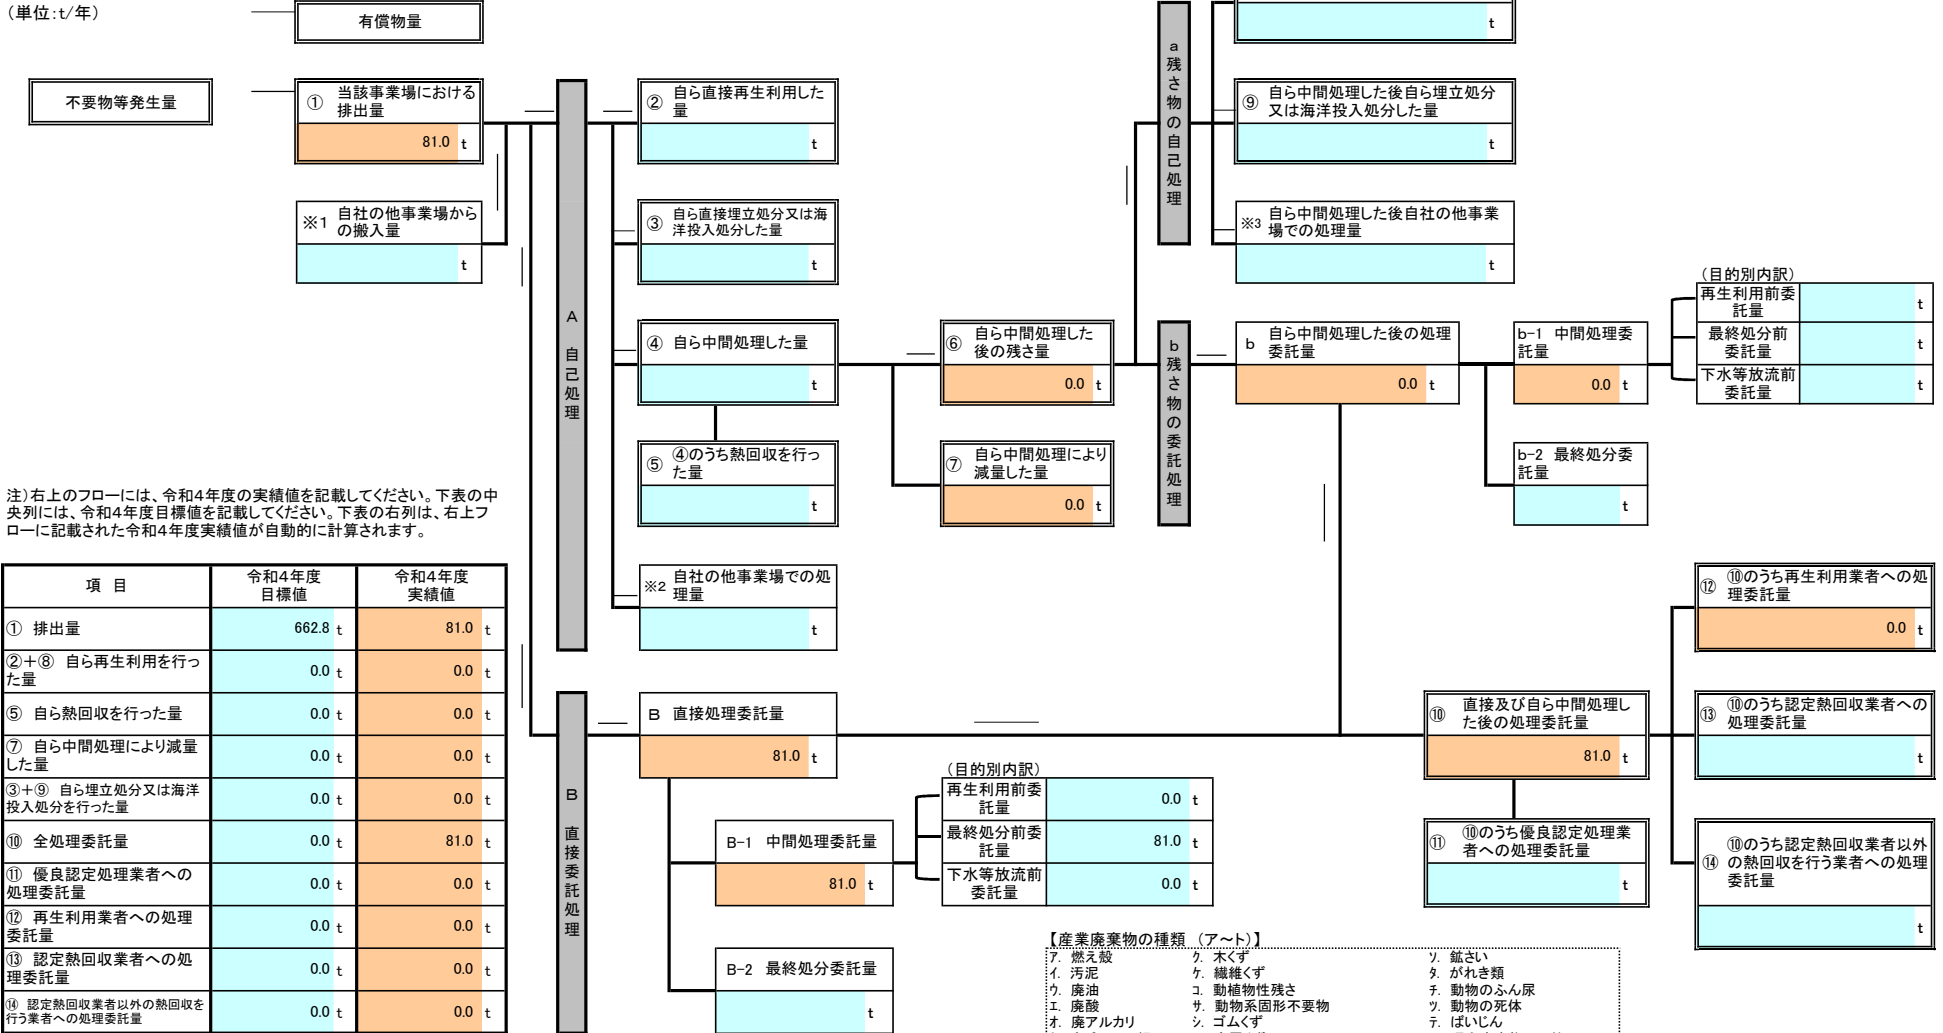 (単位:t/年)
有償物量
不要物等発生量
① 当該事業場における
排出量
81.0 t
※1 自社の他事業場から
の搬入量
t
A 自己処理
② 自ら直接再生利用した
量
t
③ 自ら直接埋立処分又は海
洋投入処分した量
t
④ 自ら中間処理した量
t
⑤ ④のうち熱回収を行っ
た量
t
※2 自社の他事業場での処
理量
t
⑥ 自ら中間処理した
後の残さ量
0.0 t
⑦ 自ら中間処理により
減量した量
0.0 t
a 残さ物の自己処理
t
⑨ 自ら中間処理した後自ら埋立処分
又は海洋投入処分した量
t
※3 自ら中間処理した後自社の他事業
場での処理量
t
b 残さ物の委託処理
b 自ら中間処理した後の処理
委託量
0.0 t
b-1 中間処理委
託量
0.0 t
b-2 最終処分委
託量
t
(目的別内訳)
再生利用前委
託量
t
最終処分前
委託量
t
下水等放流前
委託量
t
注)右上のフローには、令和4年度の実績値を記載してください。下表の中
央列には、令和4年度目標値を記載してください。下表の右列は、右上フ
ローに記載された令和4年度実績値が自動的に計算されます。
項 目 令和4年度
目標値 令和4年度
実績値
① 排出量 662.8 t 81.0 t
②+⑧ 自ら再生利用を行っ
た量 0.0 t 0.0 t
⑤ 自ら熱回収を行った量 0.0 t 0.0 t
⑦ 自ら中間処理により減量
した量 0.0 t 0.0 t
③+⑨ 自ら埋立処分又は海洋
投入処分を行った量 0.0 t 0.0 t
⑩ 全処理委託量 0.0 t 81.0 t
⑪ 優良認定処理業者への
処理委託量 0.0 t 0.0 t
⑫ 再生利用業者への処理
委託量 0.0 t 0.0 t
⑬ 認定熱回収業者への処
理委託量 0.0 t 0.0 t
⑭ 認定熱回収業者以外の熱回収を
行う業者への処理委託量 0.0 t 0.0 t
B 直接委託処理
B 直接処理委託量
81.0 t
B-1 中間処理委託量
81.0 t
B-2 最終処分委託量
t
(目的別内訳)
再生利用前委
託量 0.0 t
最終処分前委
託量 81.0 t
下水等放流前
委託量 0.0 t
⑩ 直接及び自ら中間処理し
た後の処理委託量
81.0 t
⑪ ⑩のうち優良認定処理業
者への処理委託量
t
⑫ ⑩のうち再生利用業者への処
理委託量
0.0 t
⑬ ⑩のうち認定熱回収業者への
処理委託量
t
⑭ ⑩のうち認定熱回収業者以外
の熱回収を行う業者への処理
委託量
t
【産業廃棄物の種類 (ア~ト)】
ア. 燃え殻 ク. 木くず ソ. 鉱さい
イ. 汚泥 ケ. 繊維くず タ. がれき類
ウ. 廃油 コ. 動植物性残さ チ. 動物のふん尿
エ. 廃酸 サ. 動物系固形不要物 ツ. 動物の死体
オ. 廃アルカリ シ. ゴムくず テ. ばいじん